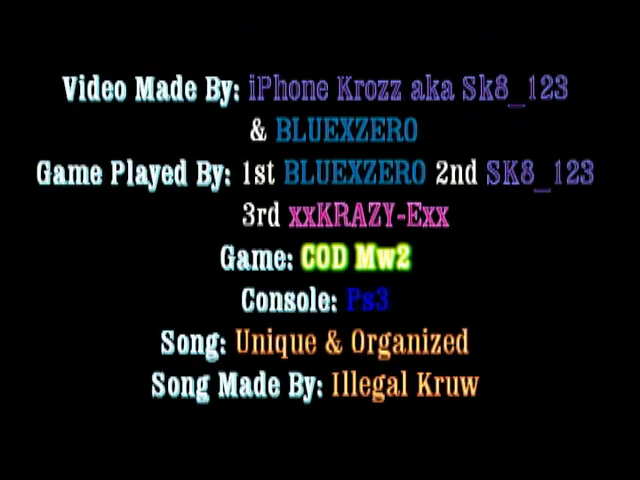 Video Made By: iPhone Krozz aka Sk8_123
& BLUEXZERO
Game Played By: 1st BLUEXZERO 2nd SK8_123
3rd xxKRAZY-Exx
Game: COD Mw2
Console: Ps3
Song: Unique & Organized
Song Made By: Illegal Kruw